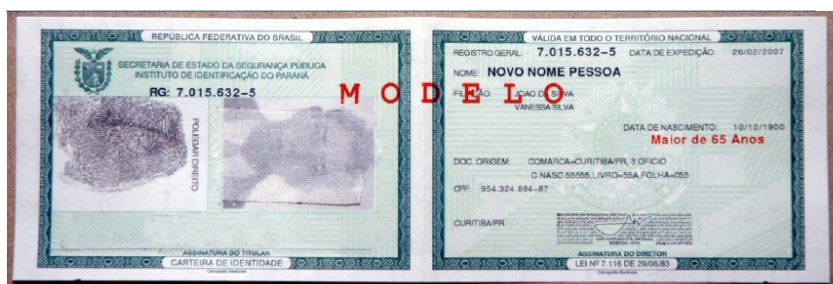 REPÚBLICA FEDERATIVA DO BRASIL
SECRETARIA DE ESTADO DA SEGURANÇA PÚBLICA
INSTITUTO DE IDENTIFICAÇÃO DO PARANÁ
RG: 7.015.632-5
POLEGAR DIREITO
ASSINATURA DO TITULAR
CARTEIRA DE IDENTIDADE
MODELO
VÁLIDA EM TODO O TERRITÓRIO NACIONAL
REGISTRO GERAL: 7.015.632-5 DATA DE EXPEDIÇÃO: 26/02/2007
NOME: NOVO NOME PESSOA
FILIAÇÃO: JOAO DA SILVA
VANESSA SILVA
DATA DE NASCIMENTO: 10/10/1900
Maior de 65 Anos
DOC. ORIGEM: COMARCA=CURITIBA/PR, 3 OFICIO
C.NASC 55555, LIVRO=55A, FOLHA=055
CPF: 954.324.894-87
CURITIBA/PR
ASSINATURA DO DIRETOR
LEI Nº 7.116 DE 29/08/83